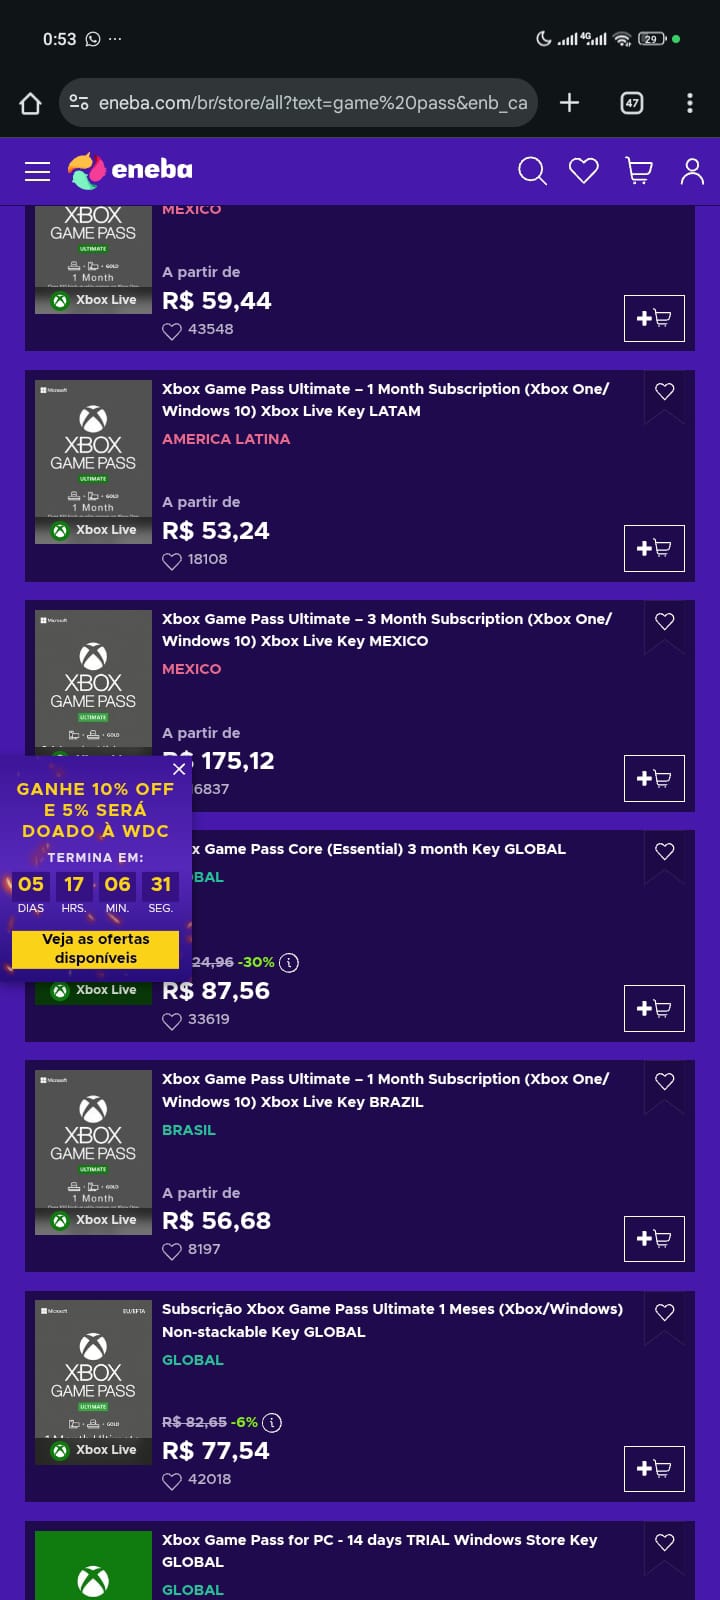 0:53
4G
29
eneba.com/br/store/all?text=game%20pass&enb_ca
47
eneba
MEXICO
XBOX
GAME PASS
ULTIMATE
GOLD
1 Month
Xbox Live
A partir de
R$ 59,44
43548
Microsoft
XBOX
GAME PASS
ULTIMATE
GOLD
1 Month
Xbox Live
Xbox Game Pass Ultimate – 1 Month Subscription (Xbox One/
Windows 10) Xbox Live Key LATAM
AMERICA LATINA
A partir de
R$ 53,24
18108
Microsoft
XBOX
GAME PASS
ULTIMATE
GOLD
Xbox Game Pass Ultimate – 3 Month Subscription (Xbox One/
Windows 10) Xbox Live Key MEXICO
MEXICO
A partir de
R$ 175,12
6837
GANHE 10% OFF
E 5% SERÁ
DOADO À WDC
TERMINA EM:
05 17 06 31
DIAS HRS. MIN. SEG.
Veja as ofertas
disponíveis
x Game Pass Core (Essential) 3 month Key GLOBAL
BAL
24,96 -30%
R$ 87,56
33619
Xbox Live
Microsoft
XBOX
GAME PASS
ULTIMATE
GOLD
1 Month
Xbox Live
Xbox Game Pass Ultimate – 1 Month Subscription (Xbox One/
Windows 10) Xbox Live Key BRAZIL
BRASIL
A partir de
R$ 56,68
8197
Microsoft
EU/EFTA
XBOX
GAME PASS
ULTIMATE
GOLD
Xbox Live
Subscrição Xbox Game Pass Ultimate 1 Meses (Xbox/Windows)
Non-stackable Key GLOBAL
GLOBAL
R$ 82,65 -6%
R$ 77,54
42018
Xbox Game Pass for PC - 14 days TRIAL Windows Store Key
GLOBAL
GLOBAL